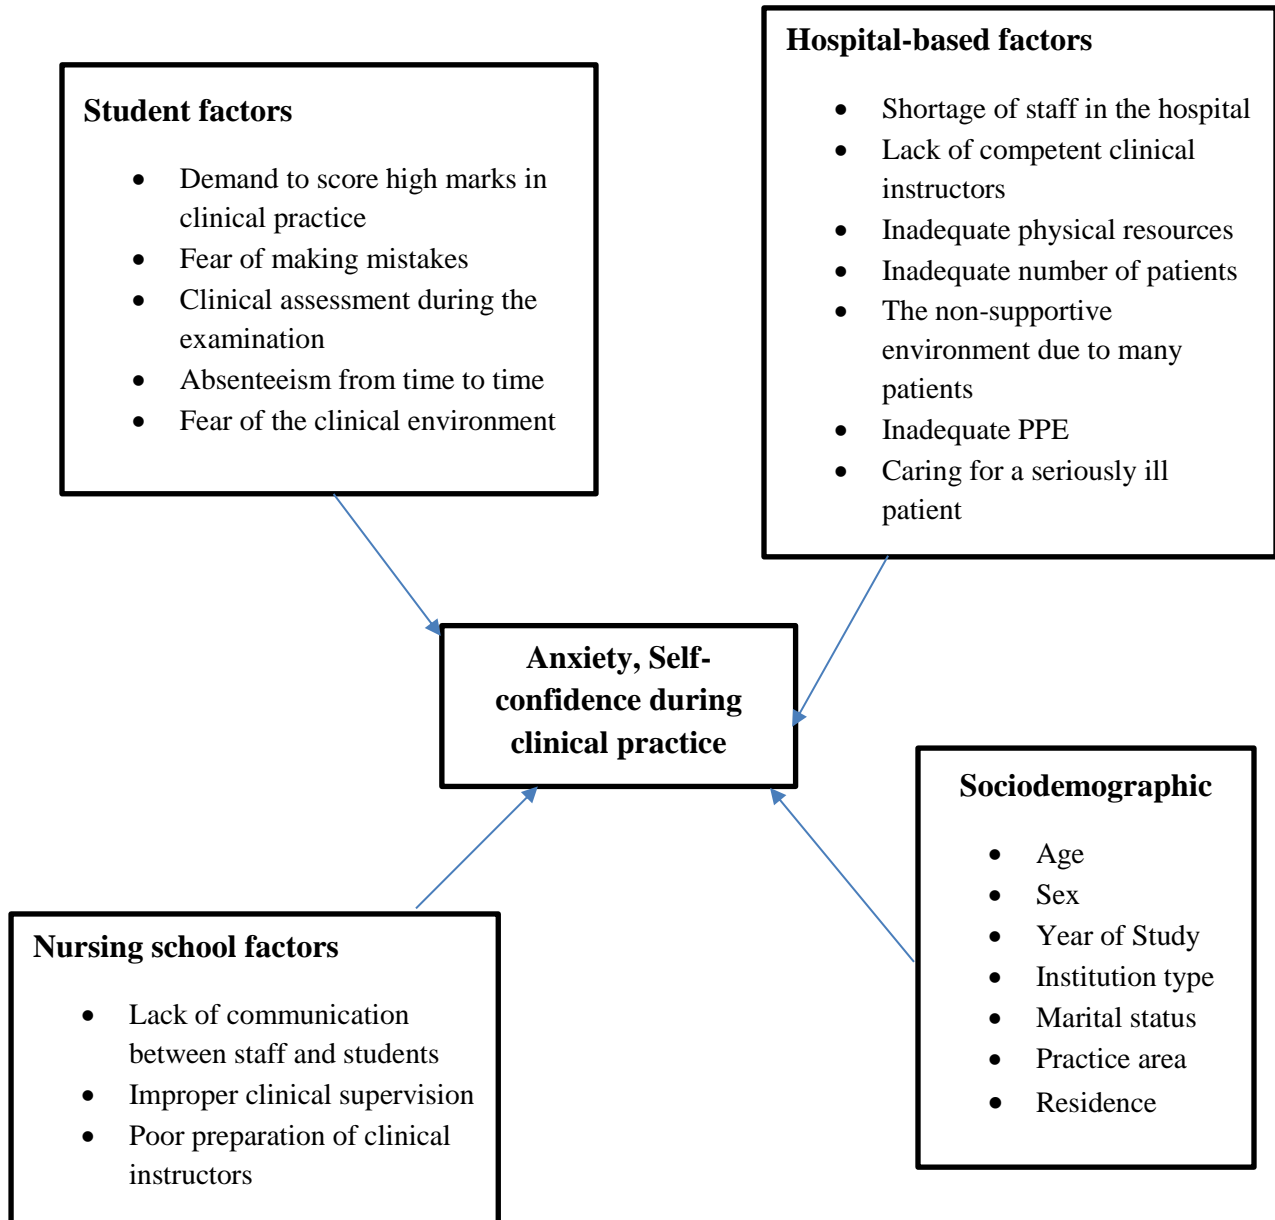 Student factors
• Demand to score high marks in
clinical practice
• Fear of making mistakes
• Clinical assessment during the
examination
• Absenteeism from time to time
• Fear of the clinical environment
Hospital-based factors
• Shortage of staff in the hospital
• Lack of competent clinical
instructors
• Inadequate physical resources
• Inadequate number of patients
• The non-supportive
environment due to many
patients
• Inadequate PPE
• Caring for a seriously ill
patient
Anxiety, Self-
confidence during
clinical practice
Nursing school factors
• Lack of communication
between staff and students
• Improper clinical supervision
• Poor preparation of clinical
instructors
Sociodemographic
• Age
• Sex
• Year of Study
• Institution type
• Marital status
• Practice area
• Residence